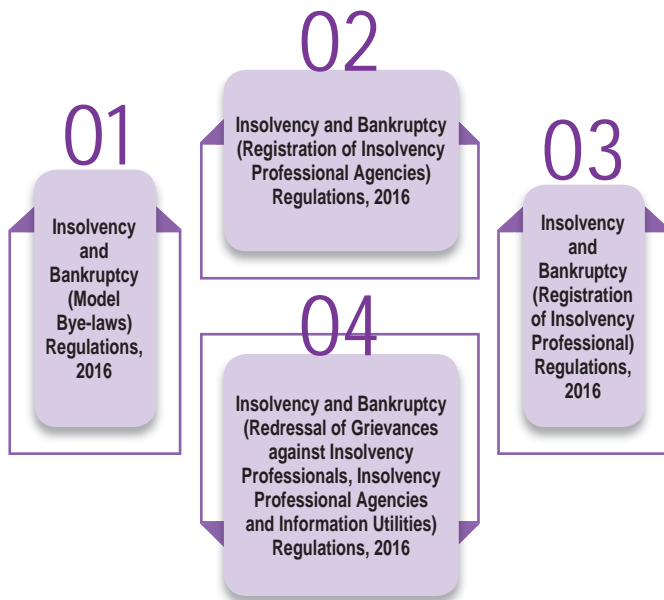 01
Insolvency
and
Bankruptcy
(Model
Bye-laws)
Regulations,
2016
02
Insolvency and Bankruptcy
(Registration of Insolvency
Professional Agencies)
Regulations, 2016
03
Insolvency
and
Bankruptcy
(Registration
of Insolvency
Professional)
Regulations,
2016
04
Insolvency and Bankruptcy
(Redressal of Grievances
against Insolvency
Professionals, Insolvency
Professional Agencies
and Information Utilities)
Regulations, 2016